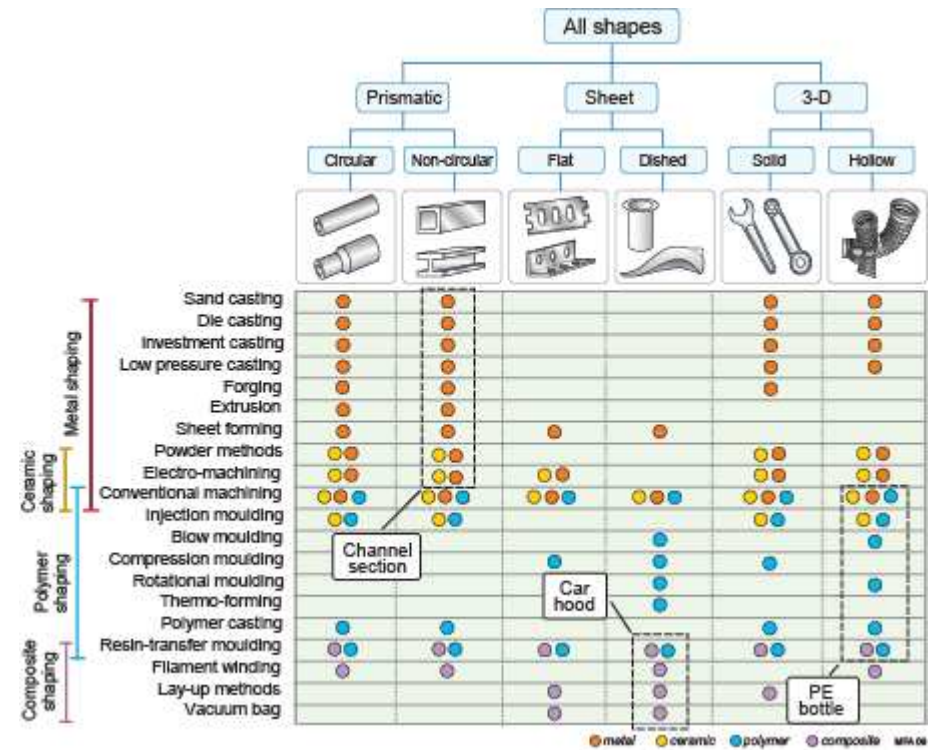 All shapes
Prismatic
Sheet
3-D
Circular
Non-circular
Flat
Dished
Solid
Hollow
Metal shaping
Ceramic
shaping
Polymer
shaping
Composite
shaping
Sand casting
Die casting
Investment casting
Low pressure casting
Forging
Extrusion
Sheet forming
Powder methods
Electro-machining
Conventional machining
Injection moulding
Blow moulding
Compression moulding
Rotational moulding
Thermo-forming
Polymer casting
Resin-transfer moulding
Filament winding
Lay-up methods
Vacuum bag
Channel
section
Car
hood
PE
bottle
metal
ceramic
polymer
composite